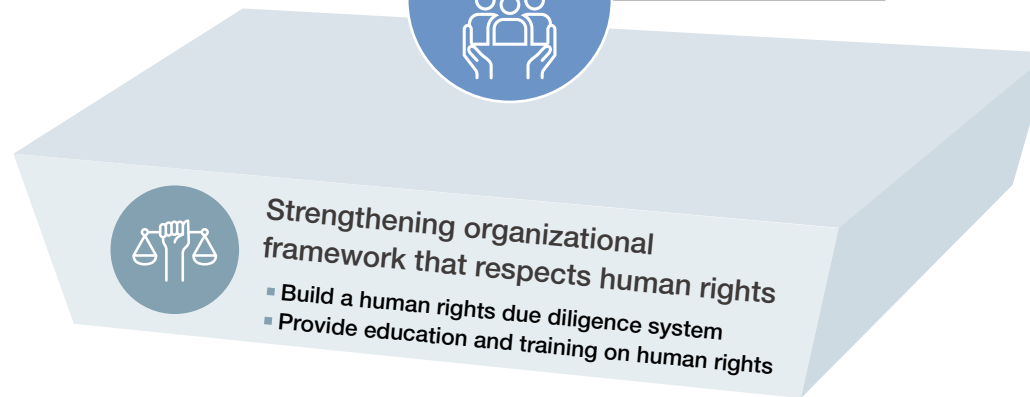 Strengthening organizational
framework that respects human rights
▪ Build a human rights due diligence system
▪ Provide education and training on human rights